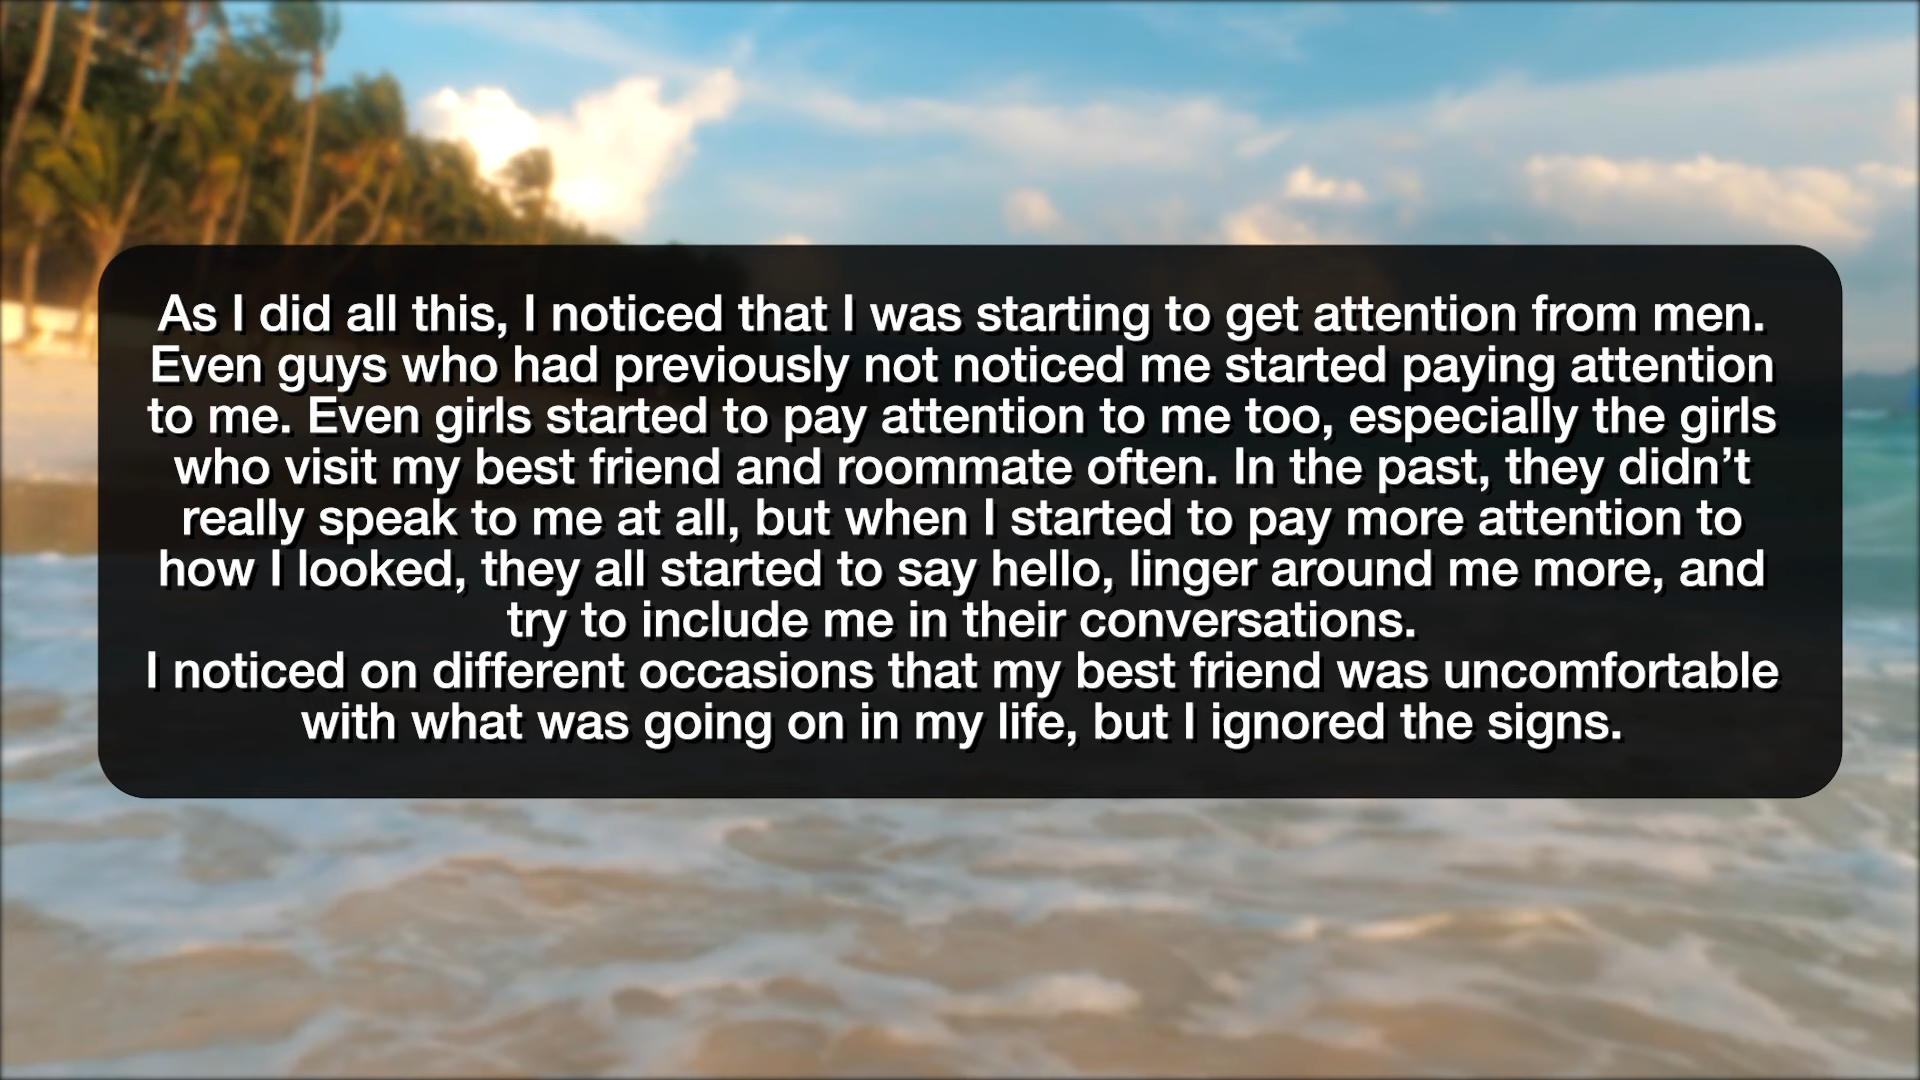 As I did all this, I noticed that I was starting to get attention from men.
Even guys who had previously not noticed me started paying attention
to me. Even girls started to pay attention to me too, especially the girls
who visit my best friend and roommate often. In the past, they didn’t
really speak to me at all, but when I started to pay more attention to
how I looked, they all started to say hello, linger around me more, and
try to include me in their conversations.
I noticed on different occasions that my best friend was uncomfortable
with what was going on in my life, but I ignored the signs.